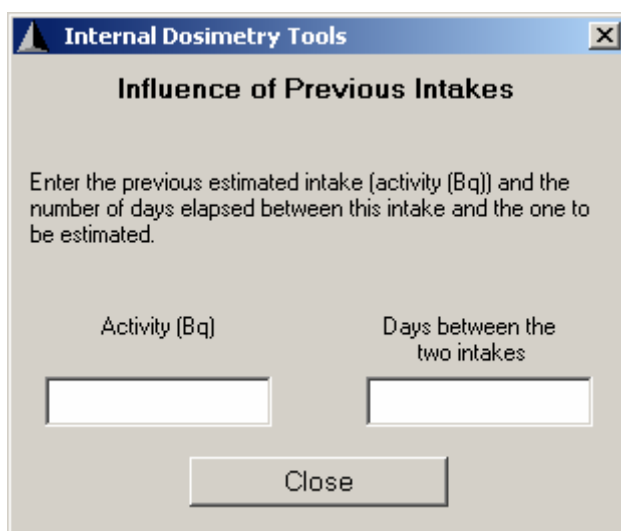 Internal Dosimetry Tools
Influence of Previous Intakes
Enter the previous estimated intake (activity (Bq)) and the
number of days elapsed between this intake and the one to
be estimated.
Activity (Bq)
Days between the
two intakes
Close